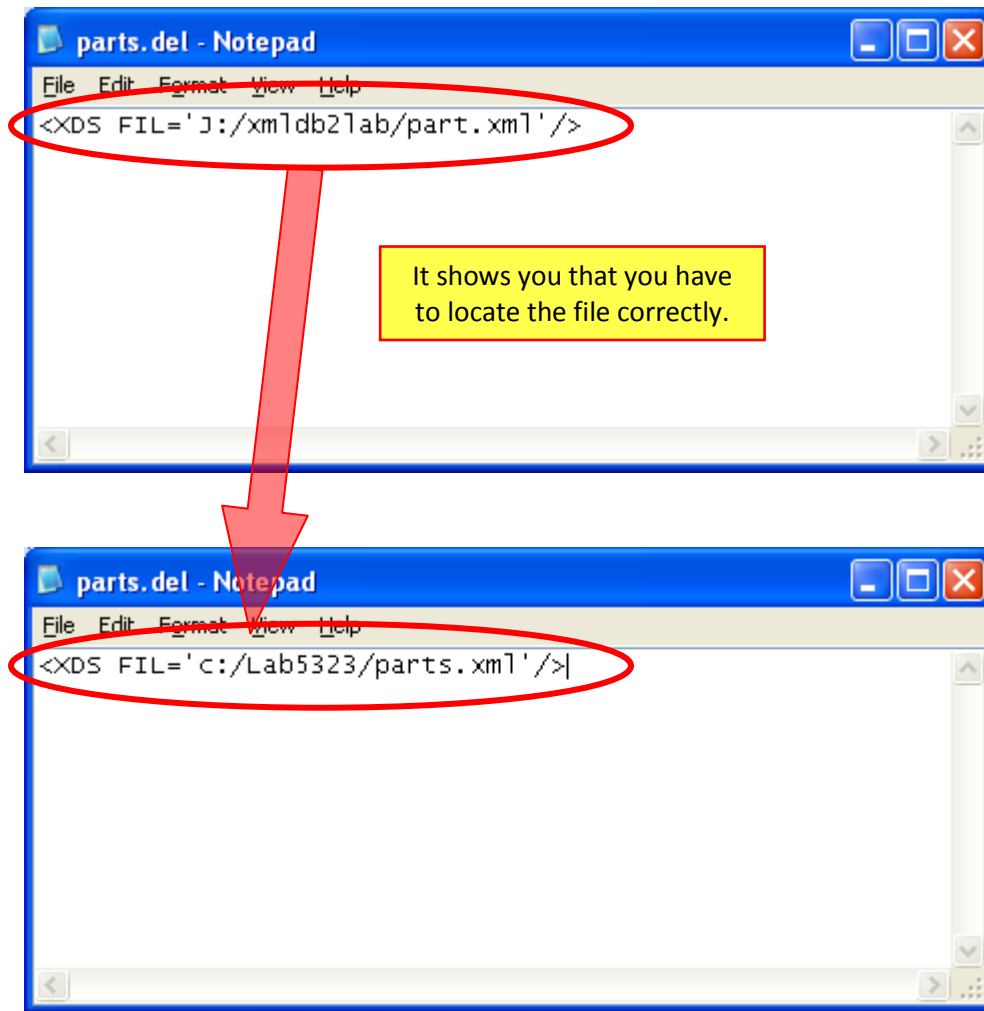 parts.del - Notepad
File Edit Format View Help
<XDS FIL='J:/xmldb2lab/part.xml'/>
It shows you that you have
to locate the file correctly.
parts.del - Notepad
File Edit Format View Help
<XDS FIL='c:/Lab5323/parts.xml'/>